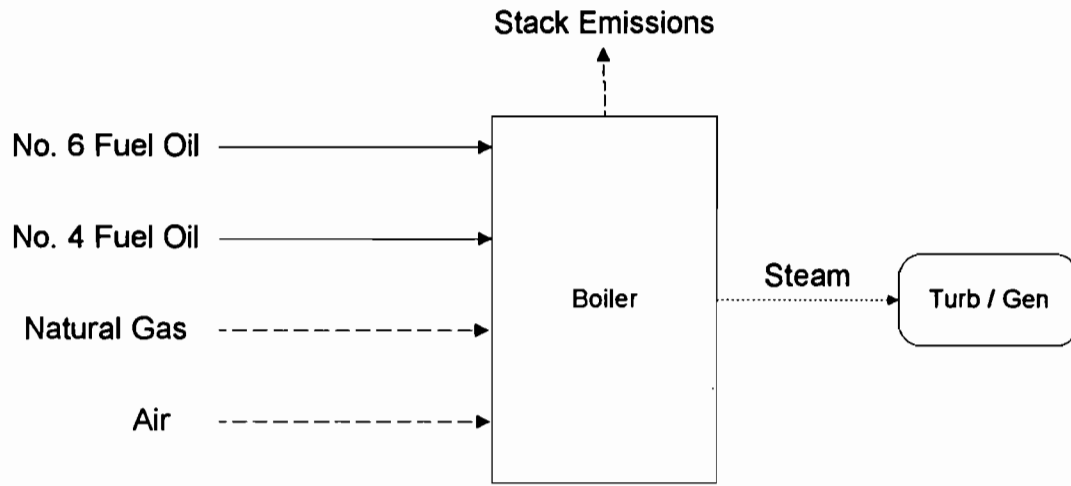 Stack Emissions
No. 6 Fuel Oil
No. 4 Fuel Oil
Natural Gas
Air
Boiler
Steam
Turb / Gen